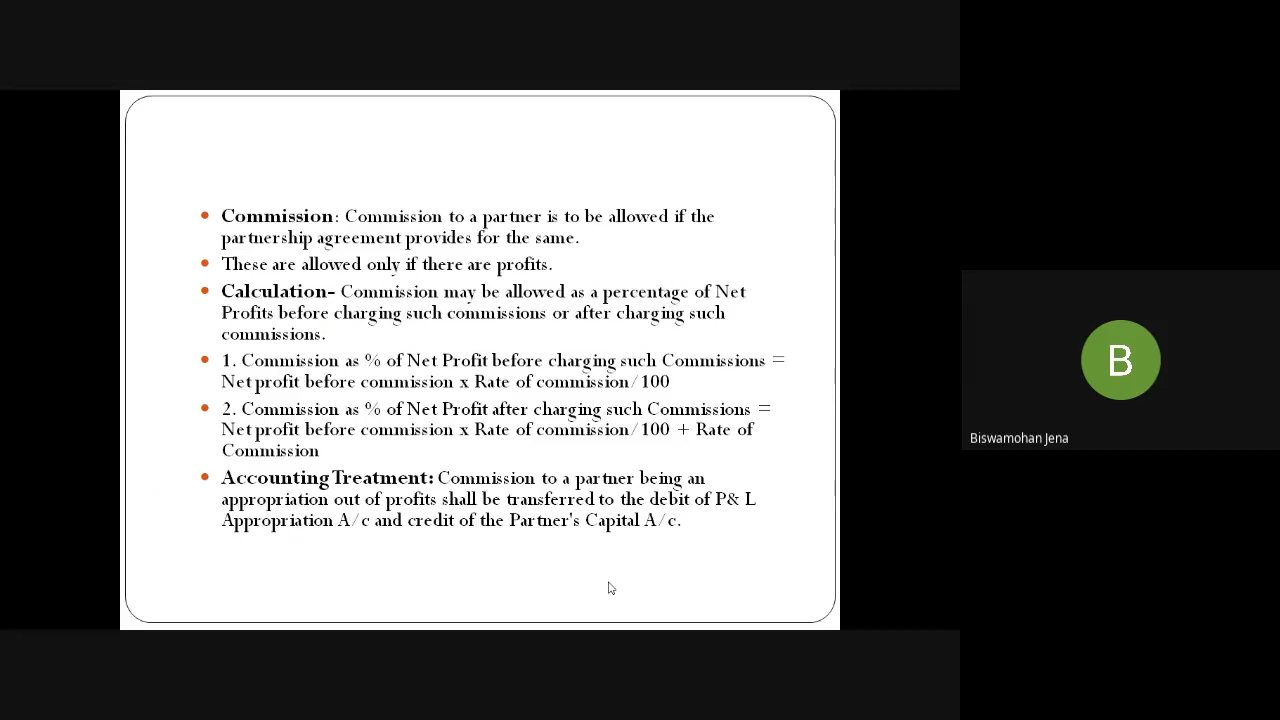 Commission: Commission to a partner is to be allowed if the
partnership agreement provides for the same.
These are allowed only if there are profits.
Calculation- Commission may be allowed as a percentage of Net
Profits before charging such commissions or after charging such
commissions.
1. Commission as % of Net Profit before charging such Commissions =
Net profit before commission x Rate of commission/100
2. Commission as % of Net Profit after charging such Commissions =
Net profit before commission x Rate of commission/100 + Rate of
Commission
Accounting Treatment: Commission to a partner being an
appropriation out of profits shall be transferred to the debit of P& L
Appropriation A/c and credit of the Partner's Capital A/c.
B
Biswamohan Jena